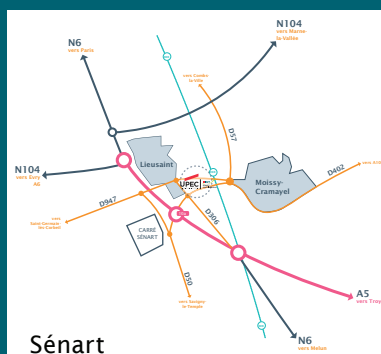 N104
vers Marne
la Vallée
N6
vers Paris
vers Combs
la-Ville
D57
Lieusaint
N104
vers Evry
A6
UPEC
Moissy-
Cramayel
D402
D947
vers
Saint-Germain
les Corbeil
D306
CARRÉ
SÉNART
D50
vers Savigny
le Temple
A5
vers Troy
N6
vers Melun
Sénart